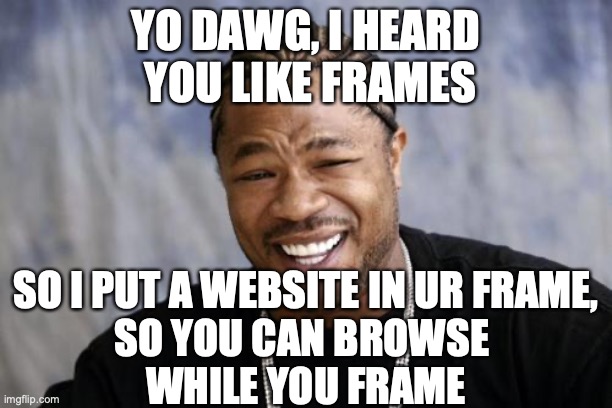 YO DAWG, I HEARD
YOU LIKE FRAMES
SO I PUT A WEBSITE IN UR FRAME,
SO YOU CAN BROWSE
WHILE YOU FRAME
imgflip.com